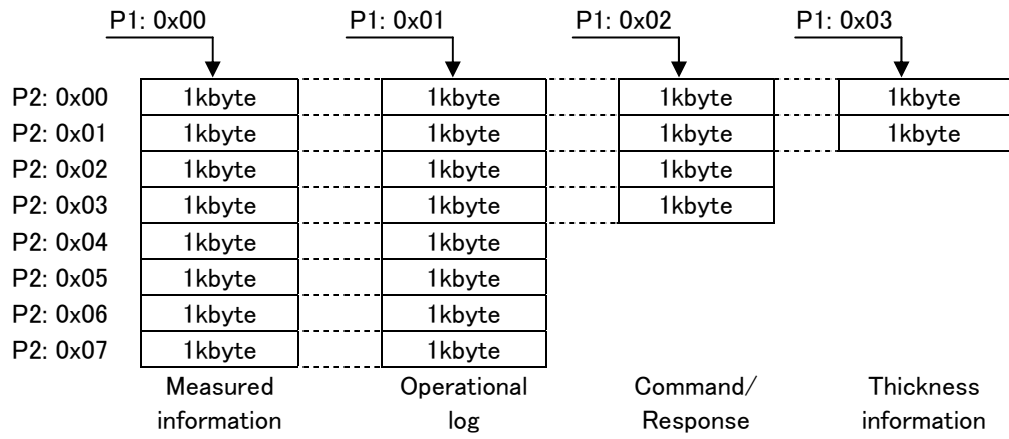 P1: 0x00 P1: 0x01 P1: 0x02 P1: 0x03
P2: 0x00 1kbyte 1kbyte 1kbyte 1kbyte
P2: 0x01 1kbyte 1kbyte 1kbyte 1kbyte
P2: 0x02 1kbyte 1kbyte 1kbyte
P2: 0x03 1kbyte 1kbyte 1kbyte
P2: 0x04 1kbyte 1kbyte
P2: 0x05 1kbyte 1kbyte
P2: 0x06 1kbyte 1kbyte
P2: 0x07 1kbyte 1kbyte
Measured Operational Command/ Thickness
information log Response information